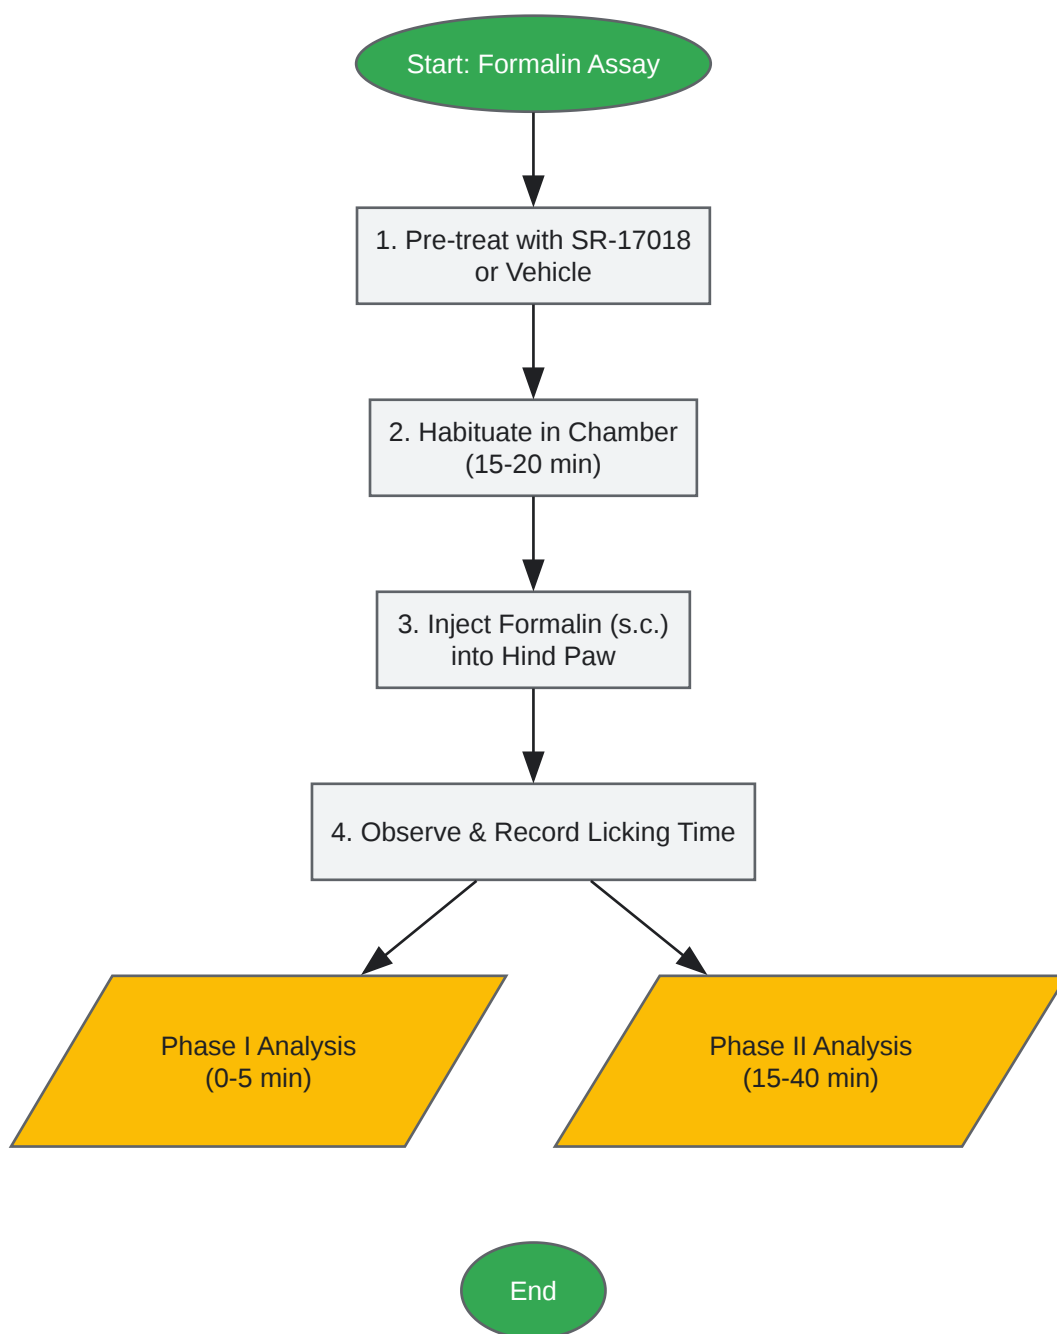 Start: Formalin Assay
1. Pre-treat with SR-17018
or Vehicle
2. Habituate in Chamber
(15-20 min)
3. Inject Formalin (s.c.)
into Hind Paw
4. Observe & Record Licking Time
Phase I Analysis
(0-5 min)
Phase II Analysis
(15-40 min)
End